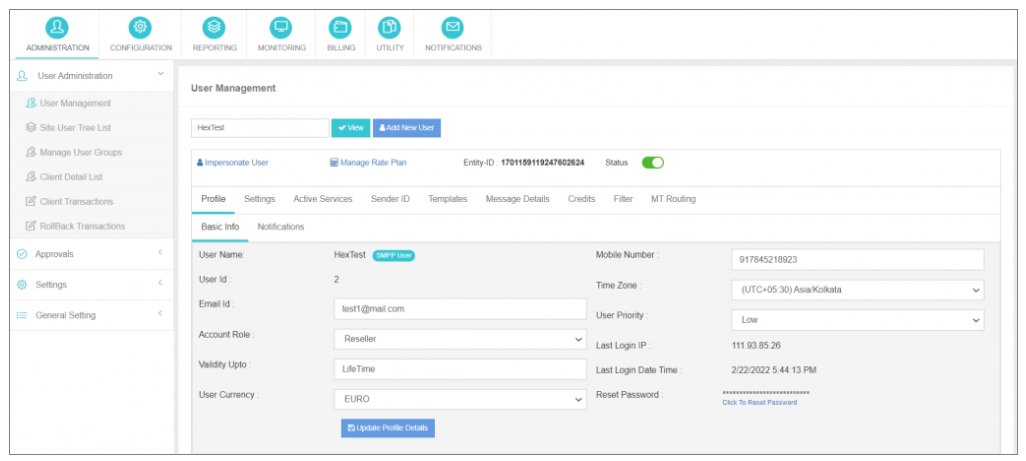 ADMINISTRATION CONFIGURATION REPORTING MONITORING BILLING UTILITY NOTIFICATIONS
User Administration
User Management
Site User Tree List
Manage User Groups
Client Detail List
Client Transactions
RollBack Transactions
Approvals
Settings
General Setting
User Management
HexTest View Add New User
Impersonate User Manage Rate Plan Entity-ID : 1701159119247602624 Status
Profile Settings Active Services Sender ID Templates Message Details Credits Filter MT Routing
Basic Info Notifications
User Name: HexTest SMPP User
User Id : 2
Email Id : test1@mail.com
Account Role : Reseller
Vaildity Upto : LifeTime
User Currency : EURO
Update Profile Details
Mobile Number : 917845218923
Time Zone : (UTC+05:30) Asia/Kolkata
User Priority : Low
Last Login IP : 111.93.85.26
Last Login Date Time : 2/22/2022 5:44:13 PM
Reset Password : **************************
Click To Reset Password